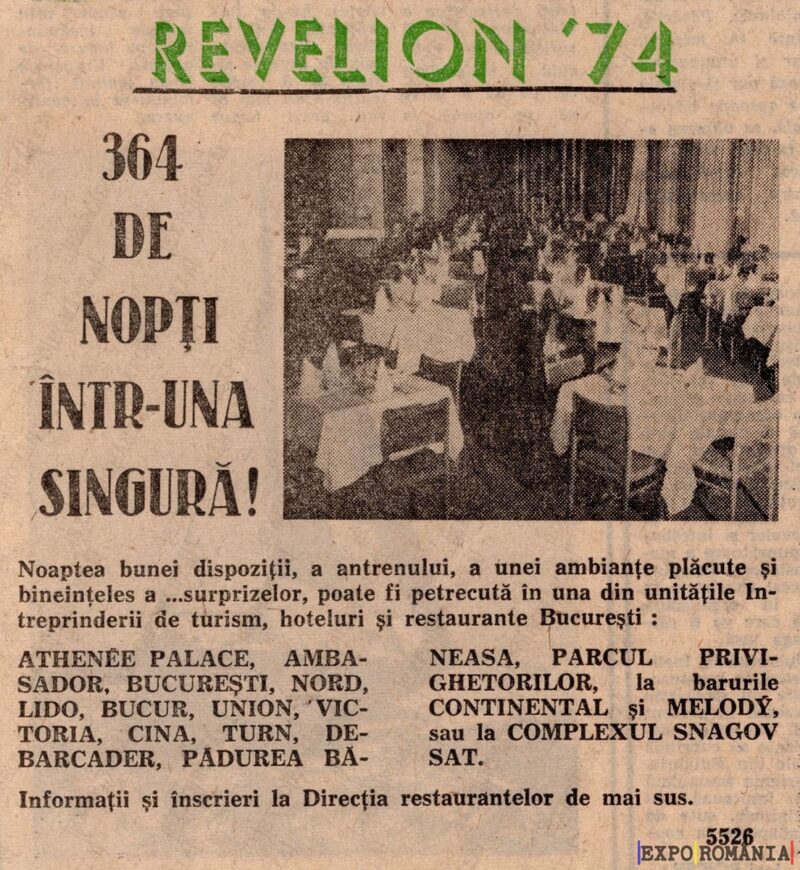 REVELION '74
364
DE
NOPȚI
ÎNTR-UNA
SINGURĂ!
Noaptea bunei dispoziții, a antrenului, a unei ambianțe plăcute și
bineințeles a ...surprizelor, poate fi petrecută în una din unitățile In-
treprinderii de turism, hoteluri și restaurante București :
ATHENÉE PALACE, AMBA-
SADOR, BUCUREȘTI, NORD,
LIDO, BUCUR, UNION, VIC-
TORIA, CINA, TURN, DE-
BARCADER, PĂDUREA BĂ-
NEASA, PARCUL PRIVI-
GHETORILOR, la barurile
CONTINENTAL și MELODY,
sau la COMPLEXUL SNAGOV
SAT.
Informații și înscrieri la Direcția restaurantelor de mai sus.
5526
EXPO ROMANIA